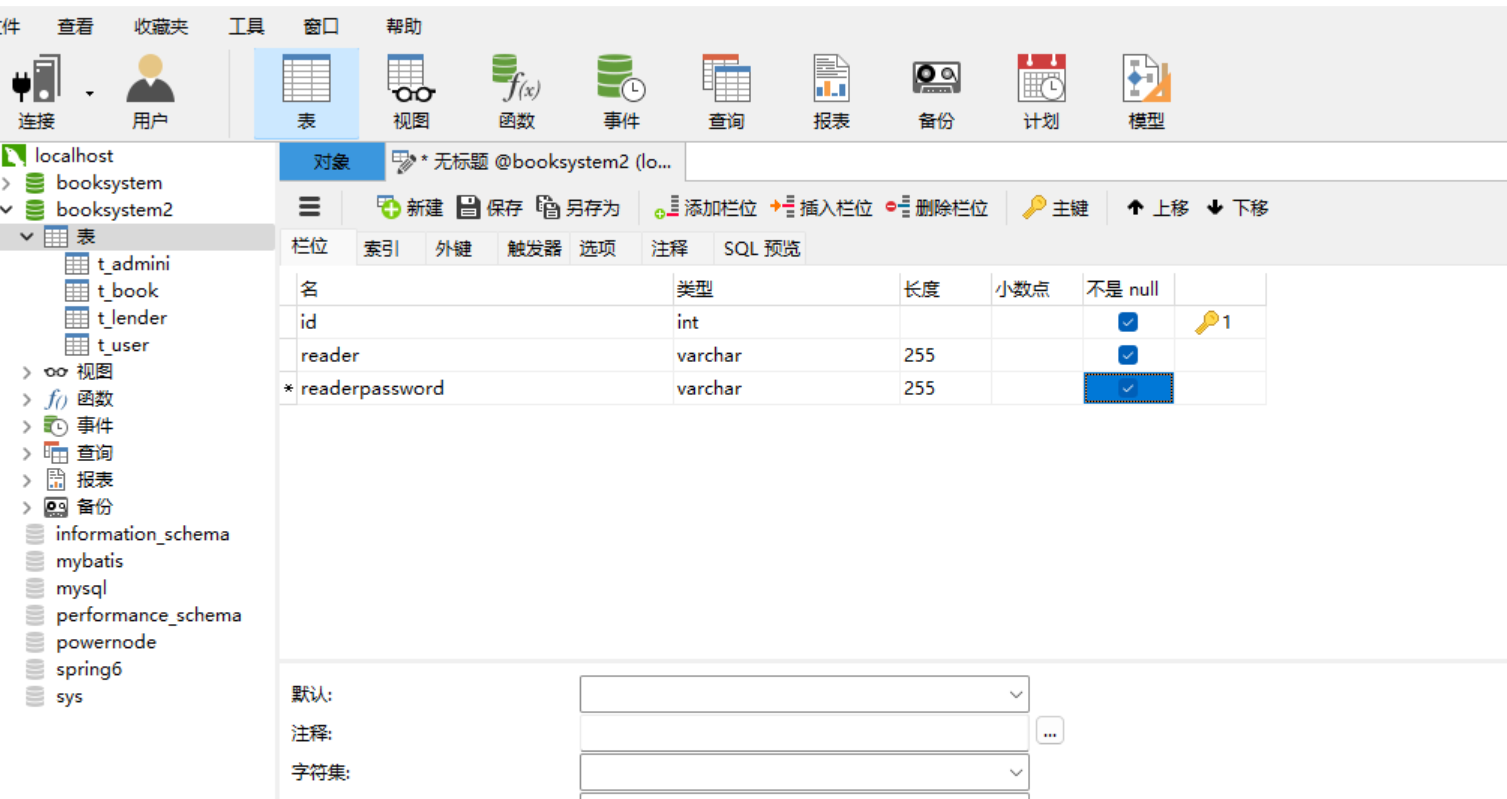 件 查看 收藏夹 工具 窗口 帮助
连接 用户 表 视图 f(x) 函数 事件 查询 报表 备份 计划 模型
localhost
booksystem
booksystem2
表
t_admini
t_book
t_lender
t_user
视图
f() 函数
事件
查询
报表
备份
information_schema
mybatis
mysql
performance_schema
powernode
spring6
sys
对象 * 无标题 @booksystem2 (lo...
新建 保存 另存为 添加栏位 插入栏位 删除栏位 主键 上移 下移
栏位 索引 外键 触发器 选项 注释 SQL 预览
名 类型 长度 小数点 不是 null
id int 1
reader varchar 255
* readerpassword varchar 255
默认:
注释: ...
字符集: